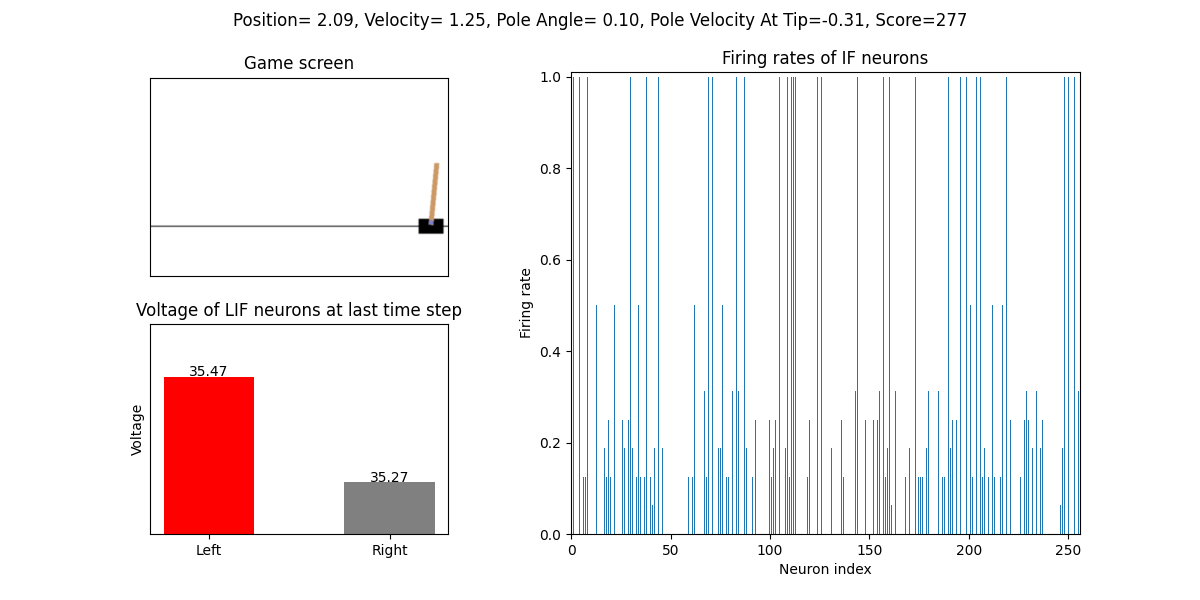 Position= 2.09, Velocity= 1.25, Pole Angle= 0.10, Pole Velocity At Tip=-0.31, Score=277
Game screen
Voltage of LIF neurons at last time step
Voltage
35.47
35.27
Left
Right
Firing rates of IF neurons
Firing rate
1.0
0.8
0.6
0.4
0.2
0.0
0
50
100
150
200
250
Neuron index